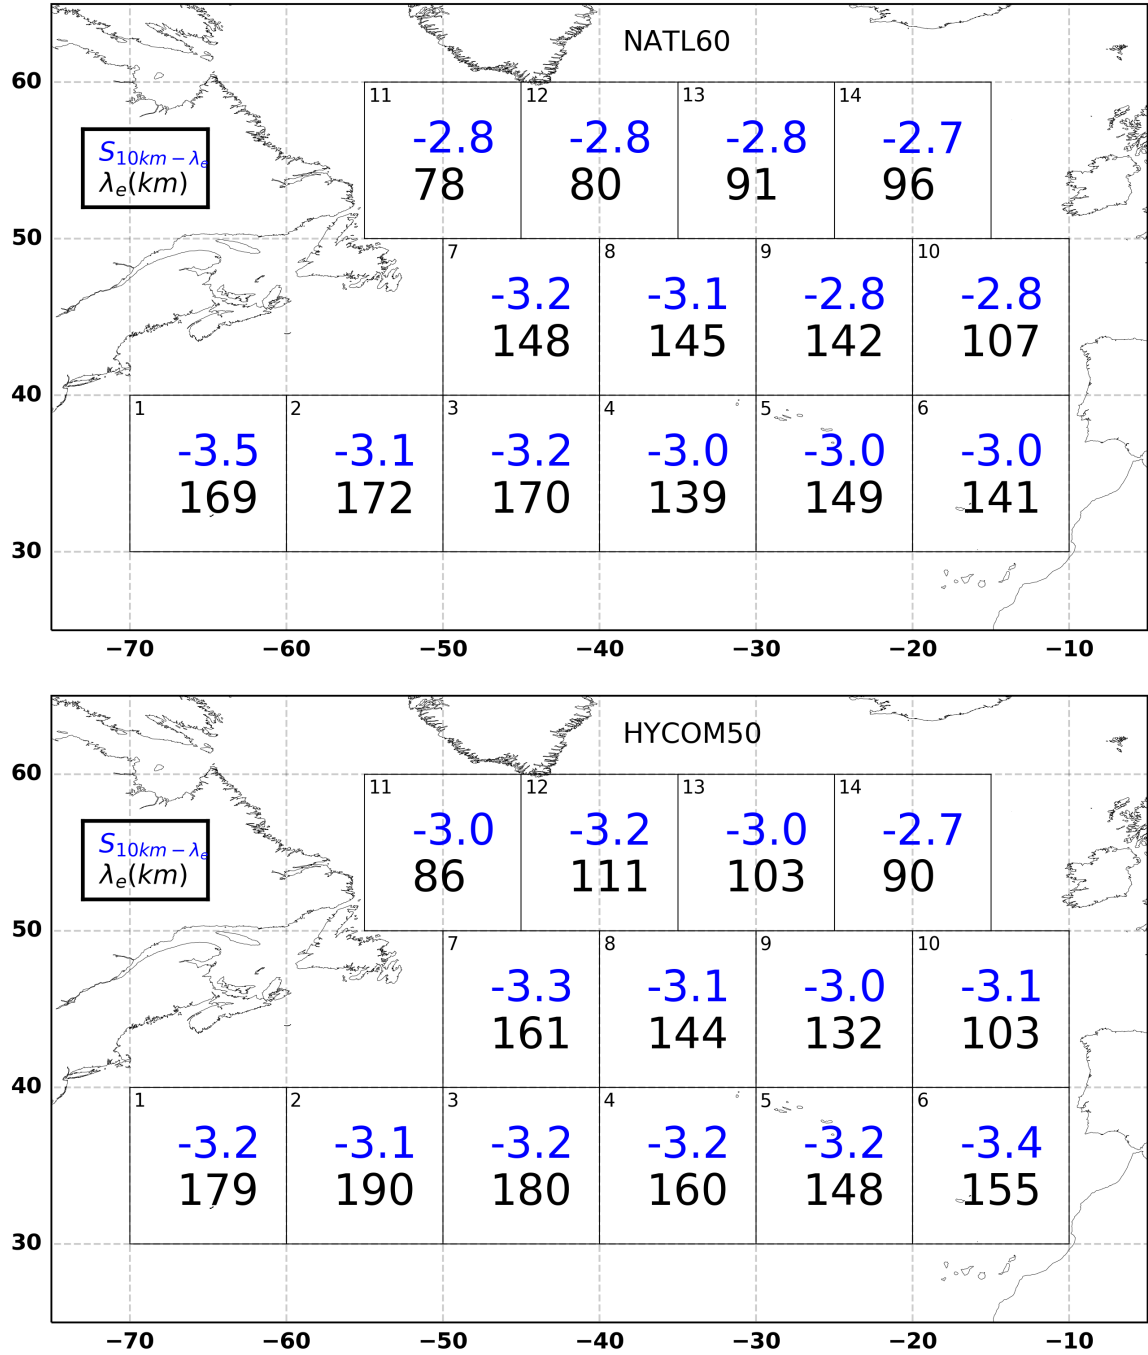 NATL60
60
11 12 13 14
-2.8 -2.8 -2.8 -2.7
78 80 91 96
S10km−λe
λe(km)
50
7 8 9 10
-3.2 -3.1 -2.8 -2.8
148 145 142 107
40
1 2 3 4 5 6
-3.5 -3.1 -3.2 -3.0 -3.0 -3.0
169 172 170 139 149 141
30
−70 −60 −50 −40 −30 −20 −10
HYCOM50
60
11 12 13 14
-3.0 -3.2 -3.0 -2.7
86 111 103 90
S10km−λe
λe(km)
50
7 8 9 10
-3.3 -3.1 -3.0 -3.1
161 144 132 103
40
1 2 3 4 5 6
-3.2 -3.1 -3.2 -3.2 -3.2 -3.4
179 190 180 160 148 155
30
−70 −60 −50 −40 −30 −20 −10